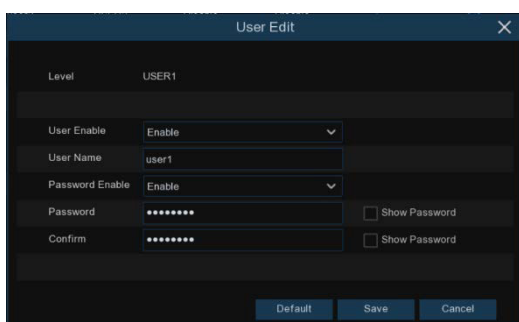 User Edit
Level USER1
User Enable Enable
User Name user1
Password Enable Enable
Password •••••••• Show Password
Confirm •••••••• Show Password
Default Save Cancel